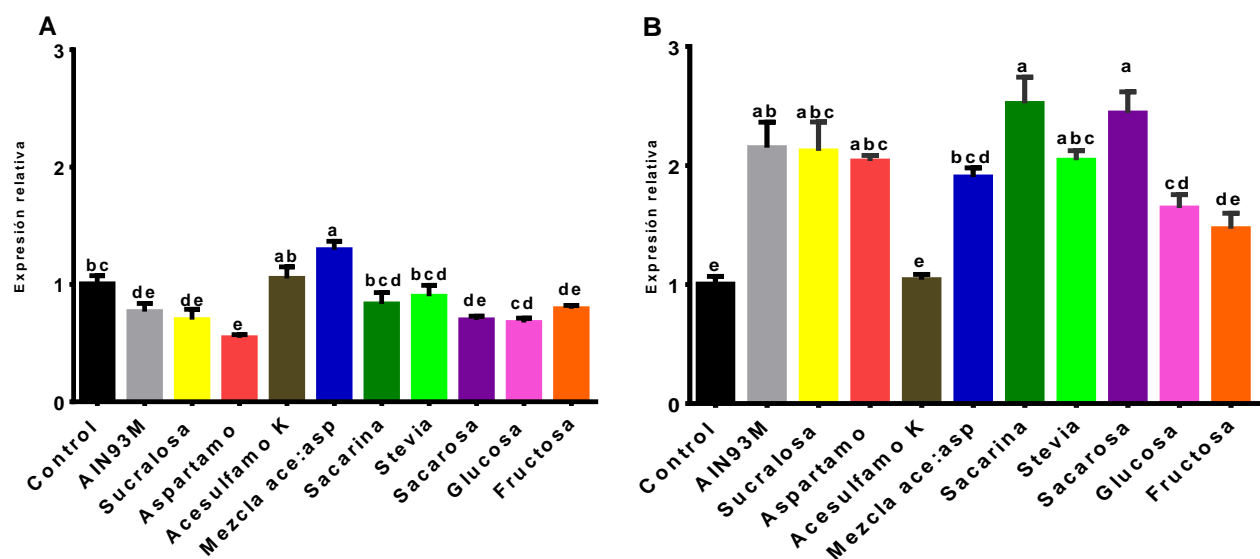 A
Expresión relativa
3
2
1
0
bc
de
de
e
ab
a
bcd
bcd
de
cd
de
Control
AIN93M
Sucralosa
Aspartamo
Acesulfamo K
Mezcla ace:asp
Sacarina
Stevia
Sacarosa
Glucosa
Fructosa
B
Expresión relativa
3
2
1
0
e
ab
abc
abc
e
bcd
a
abc
a
cd
de
Control
AIN93M
Sucralosa
Aspartamo
Acesulfamo K
Mezcla ace:asp
Sacarina
Stevia
Sacarosa
Glucosa
Fructosa